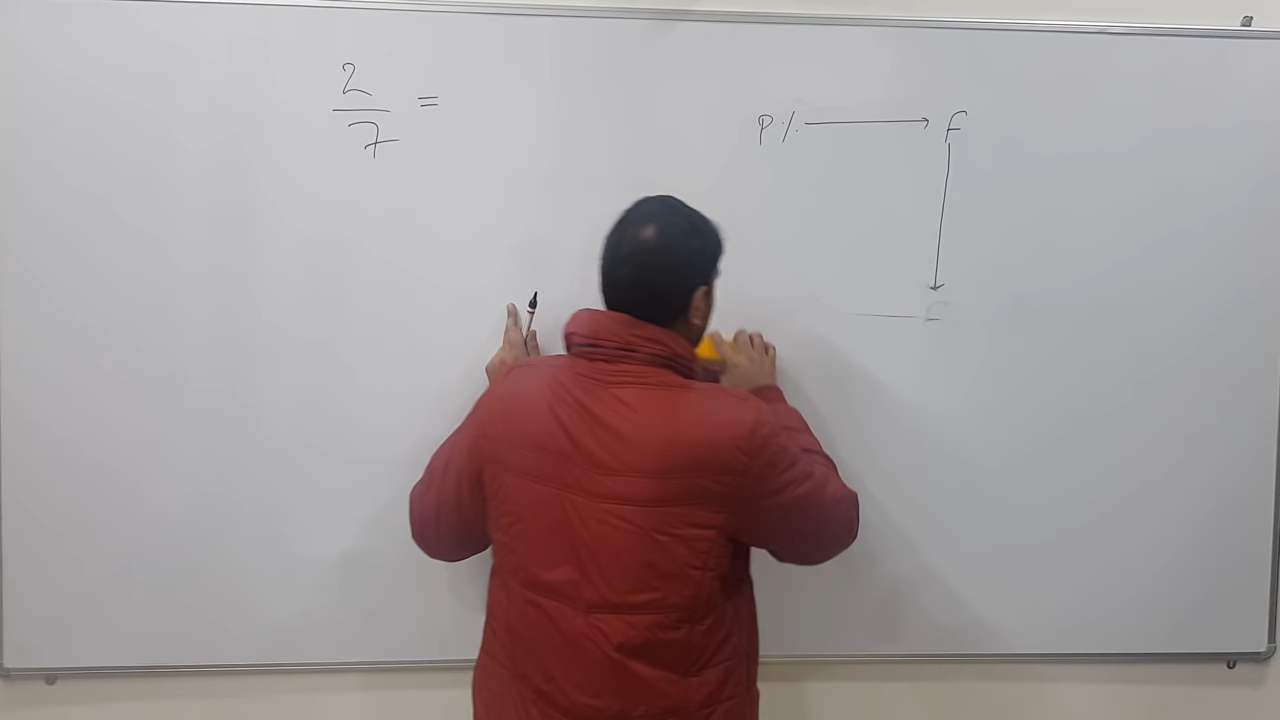 2/7 =
P% → f